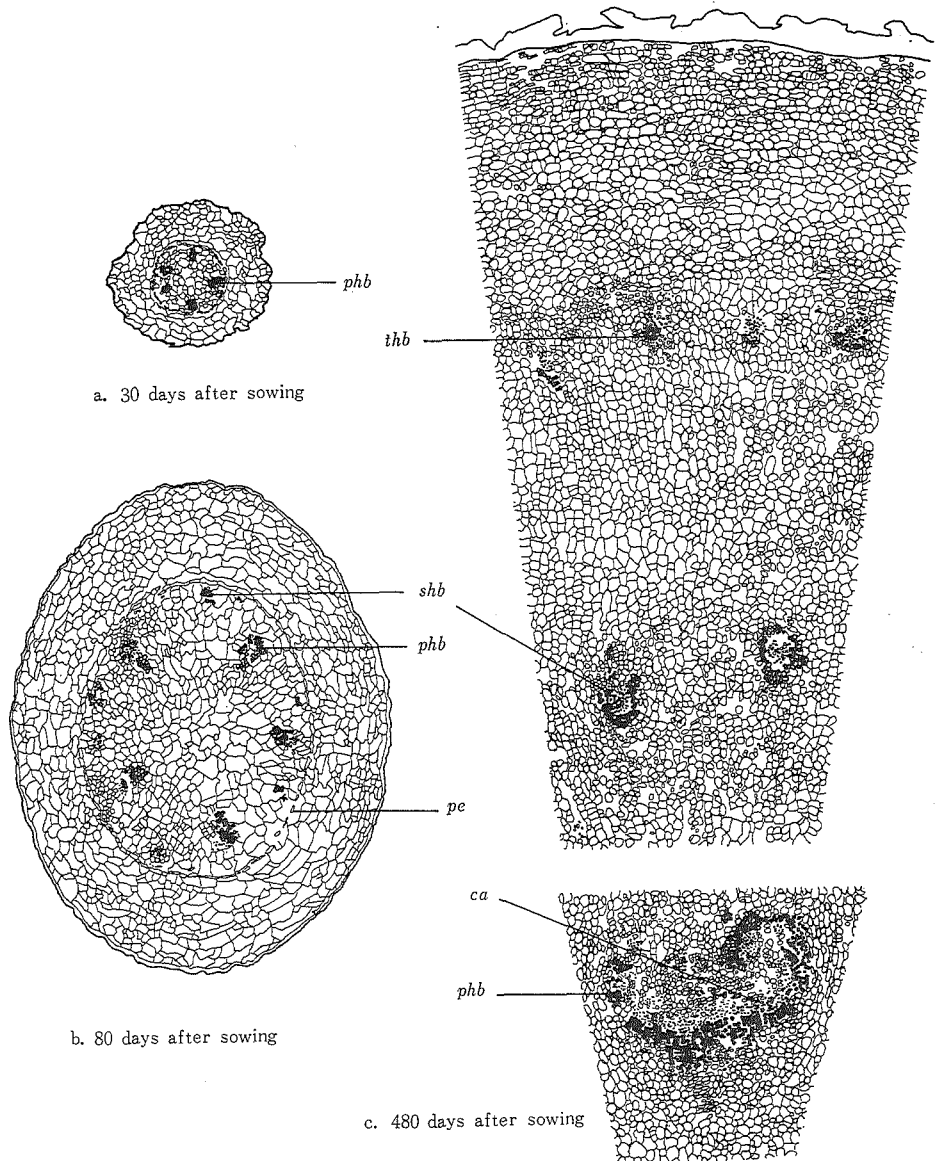 phb
a. 30 days after sowing
thb
shb
phb
pe
b. 80 days after sowing
ca
phb
c. 480 days after sowing